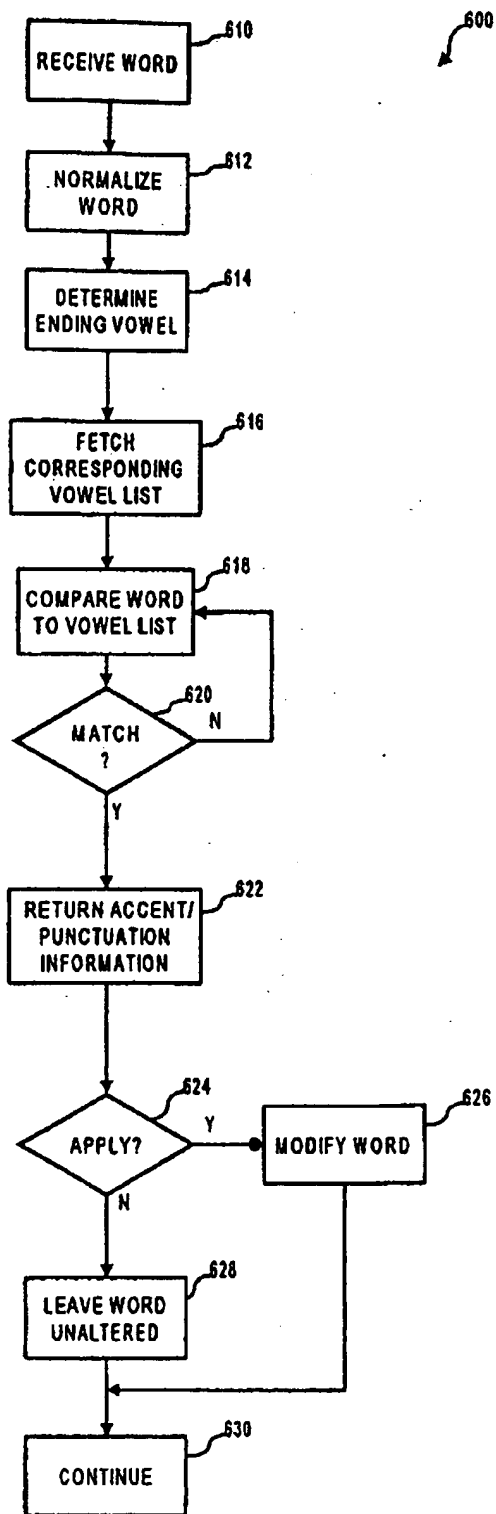 600
610
RECEIVE WORD
612
NORMALIZE
WORD
614
DETERMINE
ENDING VOWEL
616
FETCH
CORRESPONDING
VOWEL LIST
618
COMPARE WORD
TO VOWEL LIST
620
MATCH
?
N
Y
622
RETURN ACCENT/
PUNCTUATION
INFORMATION
624
APPLY?
Y
626
MODIFY WORD
N
628
LEAVE WORD
UNALTERED
630
CONTINUE